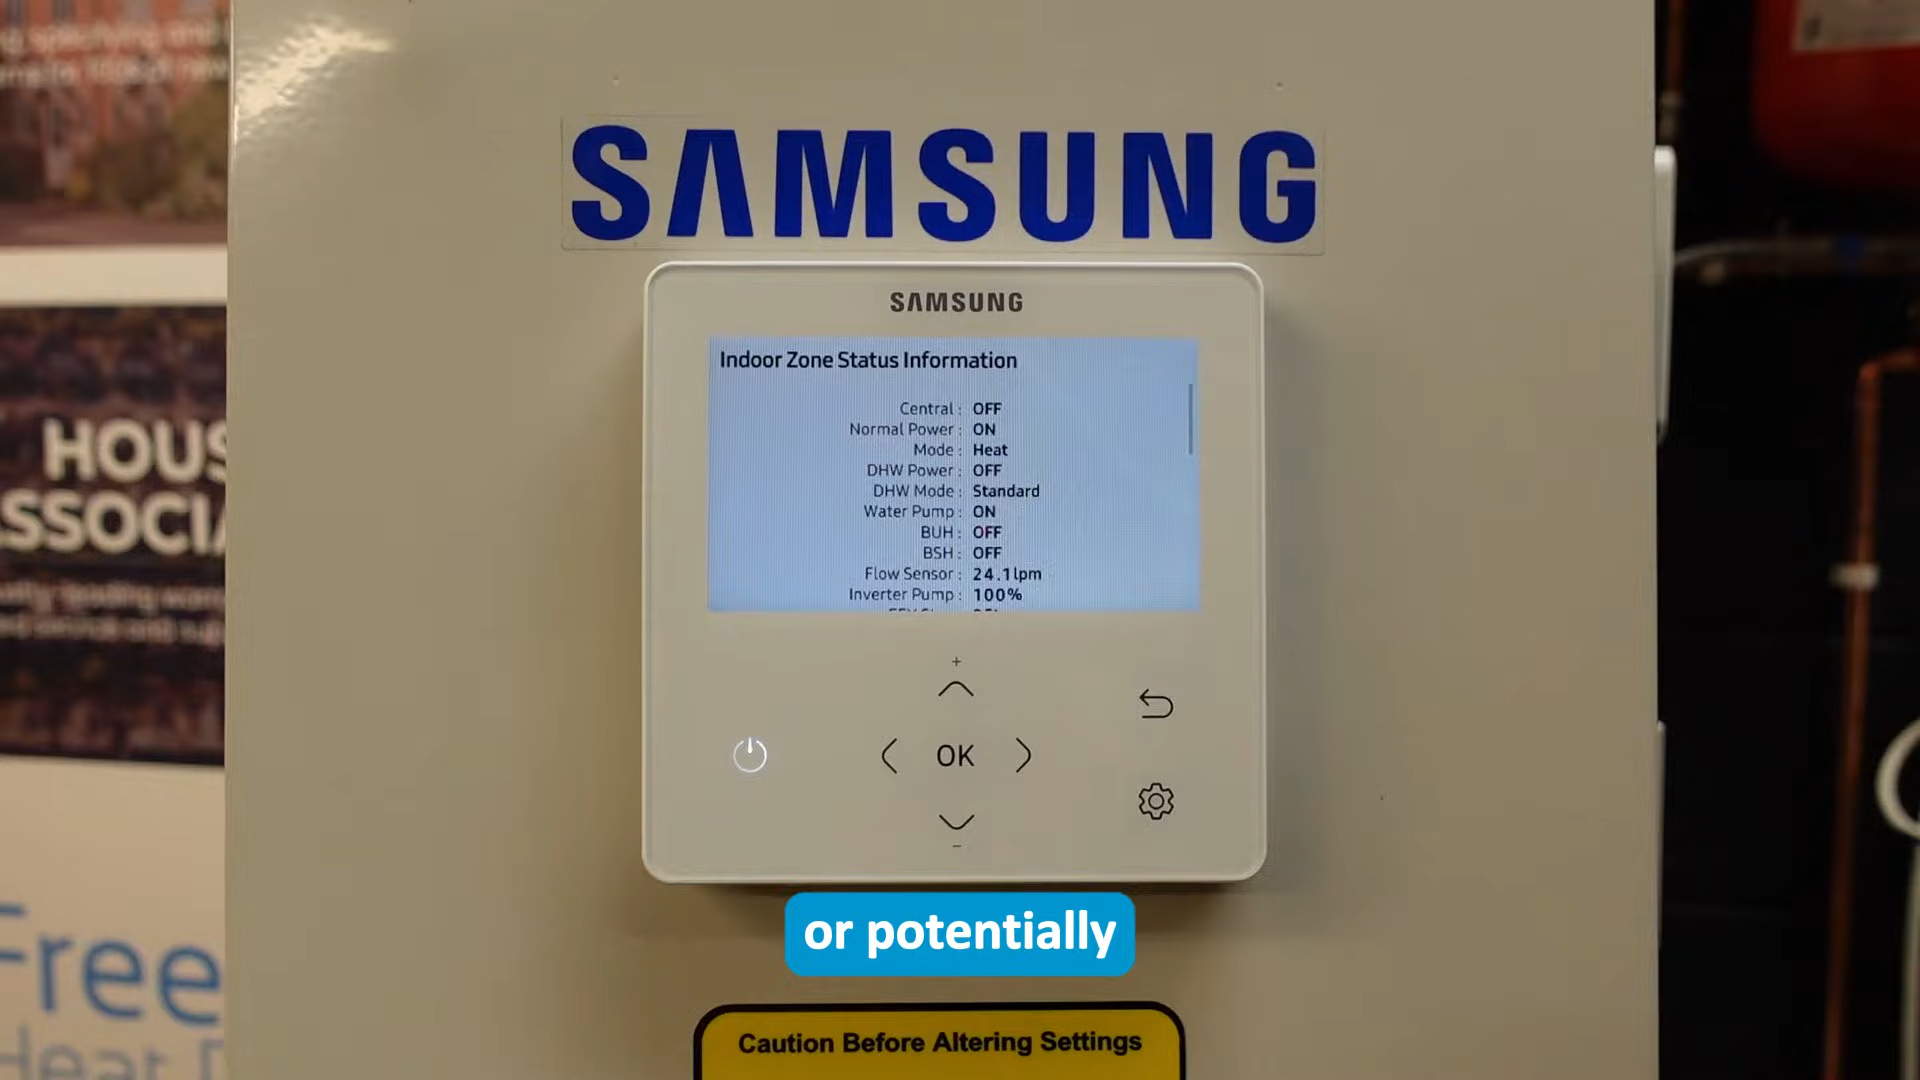 SAMSUNG
SAMSUNG
Indoor Zone Status Information
Central : OFF
Normal Power : ON
Mode : Heat
DHW Power : OFF
DHW Mode : Standard
Water Pump : ON
BUH : OFF
BSH : OFF
Flow Sensor : 24.1lpm
Inverter Pump : 100%
+
OK
-
or potentially
Caution Before Altering Settings
HOUS
SSOCIA
Free
Heat